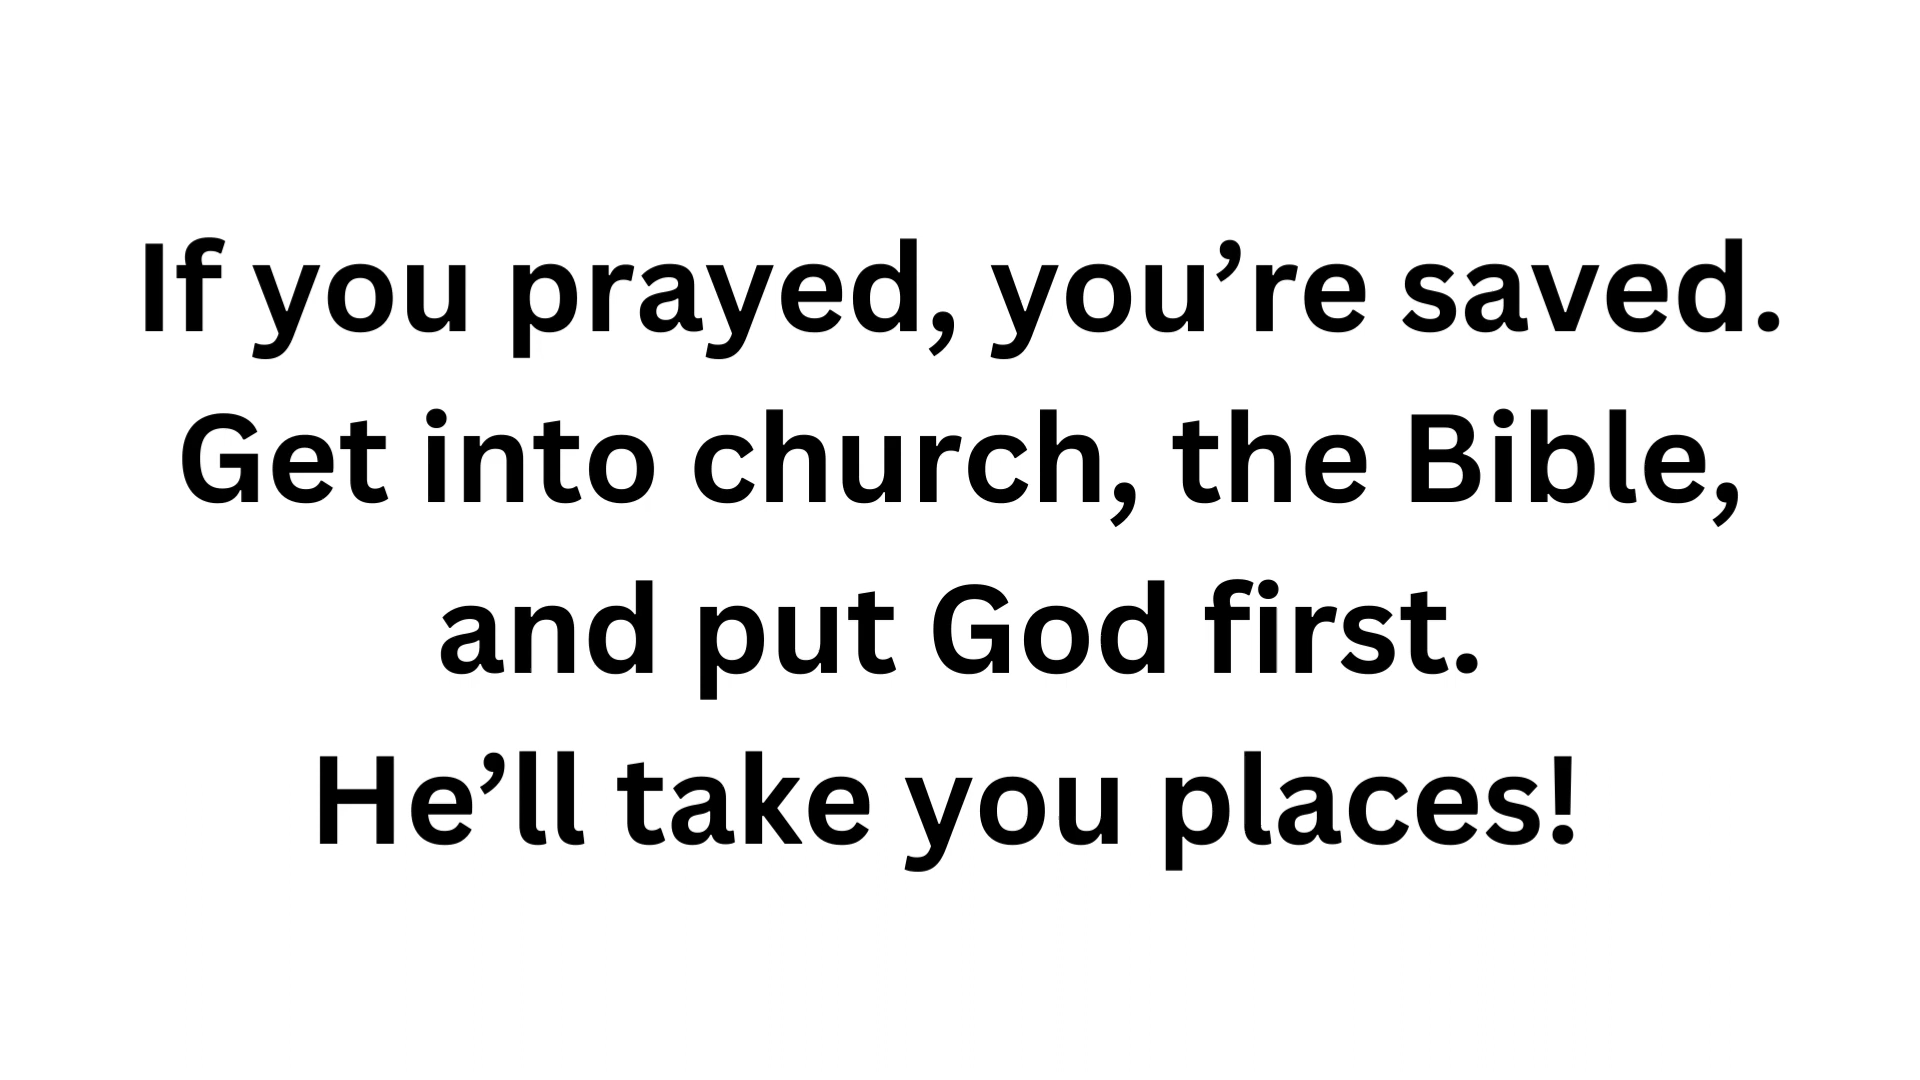 If you prayed, you’re saved.
Get into church, the Bible,
and put God first.
He’ll take you places!